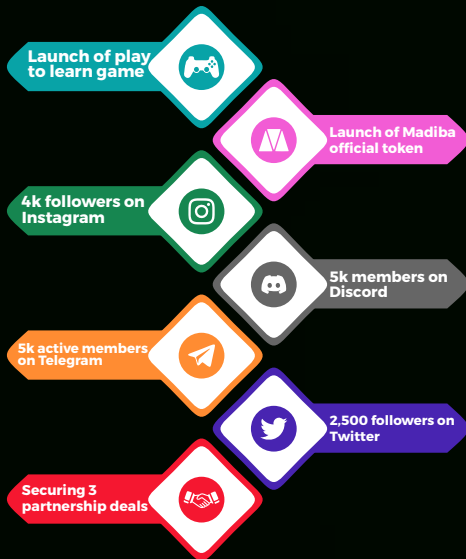 Launch of play
to learn game
Launch of Madiba
official token
4k followers on
Instagram
5k members on
Discord
5k active members
on Telegram
2,500 followers on
Twitter
Securing 3
partnership deals